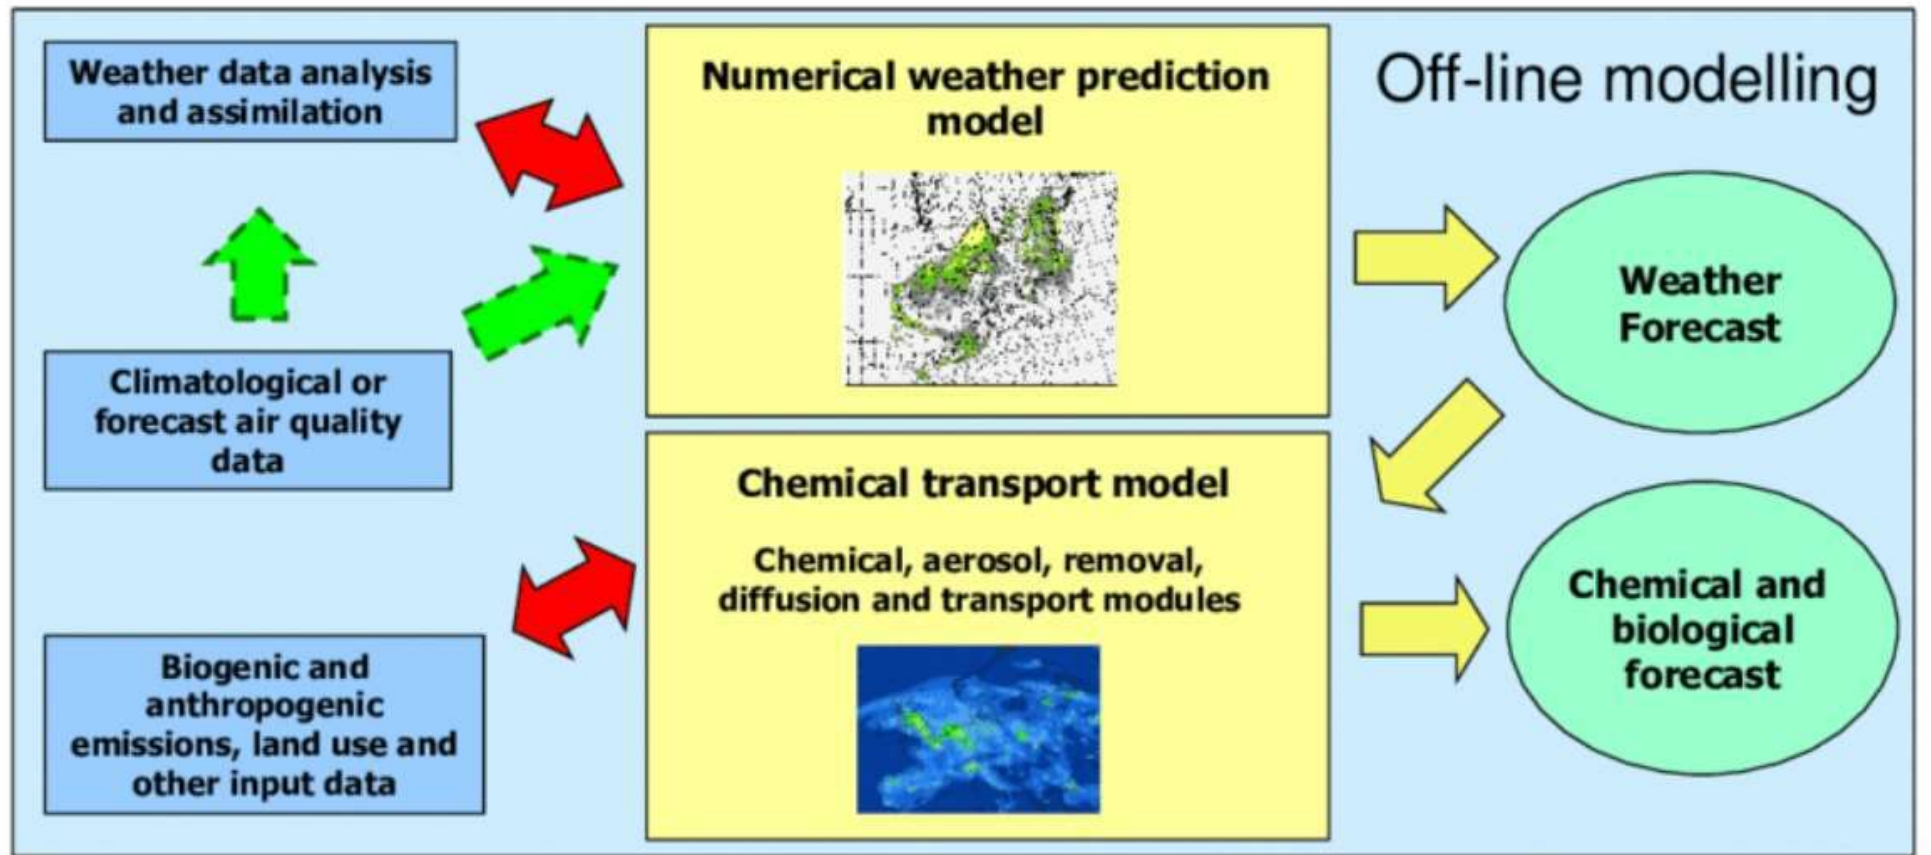 Off-line modelling
Weather data analysis
and assimilation
Climatological or
forecast air quality
data
Biogenic and
anthropogenic
emissions, land use and
other input data
Numerical weather prediction
model
Chemical transport model
Chemical, aerosol, removal,
diffusion and transport modules
Weather
Forecast
Chemical and
biological
forecast